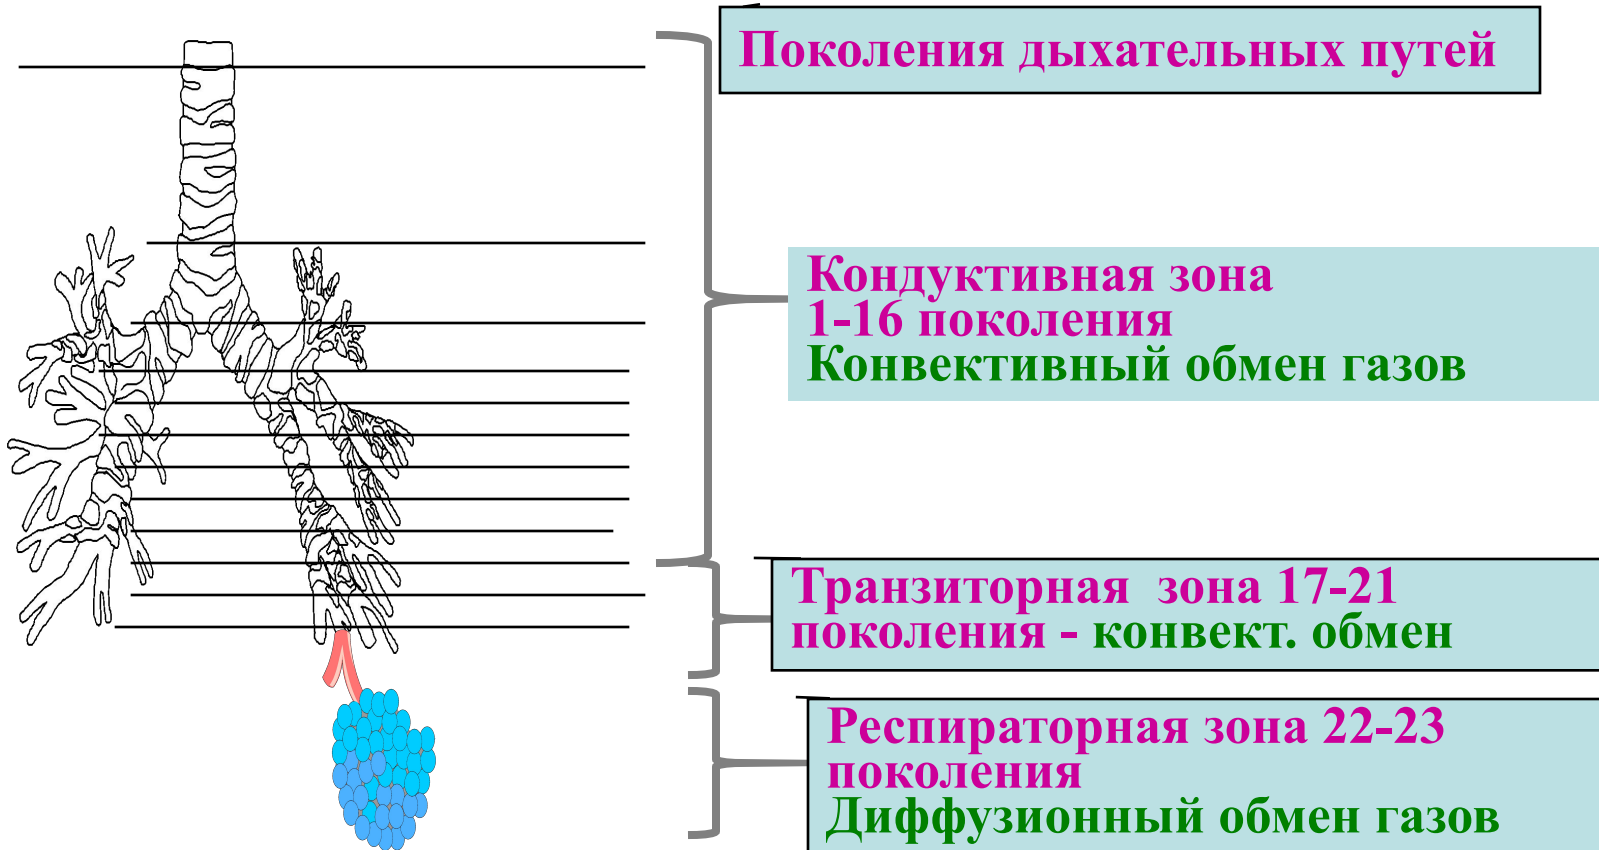 Поколения дыхательных путей
Кондуктивная зона
1-16 поколения
Конвективный обмен газов
Транзиторная зона 17-21
поколения - конвект. обмен
Респираторная зона 22-23
поколения
Диффузионный обмен газов